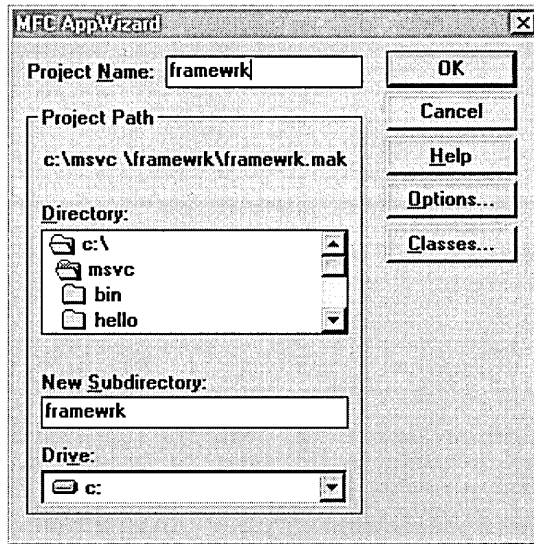 MFC AppWizard
Project Name: framewrk
OK
Project Path
Cancel
c:\msvc \framewrk\framewrk.mak
Help
Options...
Directory:
Classes...
c:\
msvc
bin
hello
New Subdirectory:
framewrk
Drive:
c: